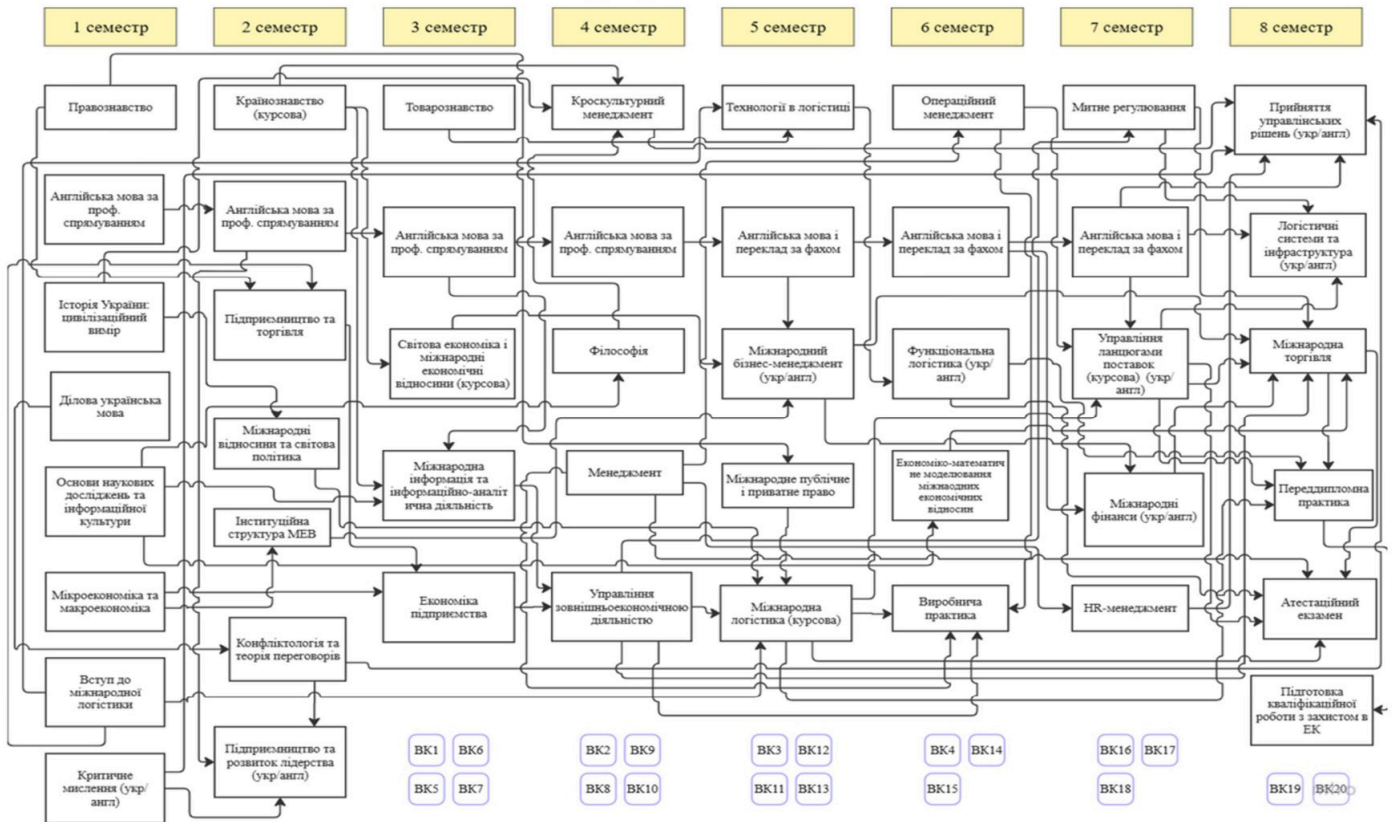 1 семестр
2 семестр
3 семестр
4 семестр
5 семестр
6 семестр
7 семестр
8 семестр
Правознавство
Англійська мова за
проф.
спрямуванням
Історія України:
цивілізаційний
вимір
Ділова українська
мова
Основи наукових
досліджень та
інформаційної
культури
Мікроекономіка та
макроекономіка
Вступ до
міжнародної
логістики
Критичне
мислення (укр/
англ)
Країнознавство
(курсова)
Англійська мова за
проф. спрямуванням
Підприємництво та
торгівля
Міжнародні
відносини та світова
політика
Інституційна
структура МЕВ
Конфліктологія та
теорія переговорів
Підприємництво та
розвиток лідерства
(укр/англ)
Товарознавство
Англійська мова за
проф. спрямуванням
Світова економіка і
міжнародні
економічні
відносини (курсова)
Міжнародна
інформація та
інформаційно-аналіт
ична діяльність
Економіка
підприємства
ВК1
ВК6
ВК5
ВК7
Кроскультурний
менеджмент
Англійська мова за
проф. спрямуванням
Філософія
Менеджмент
Управління
зовнішньоекономічною
діяльністю
ВК2
ВК9
ВК8
ВК10
Технології в логістиці
Англійська мова і
переклад за фахом
Міжнародний
бізнес-менеджмент
(укр/англ)
Міжнародне публічне
і приватне право
Міжнародна
логістика (курсова)
ВК3
ВК12
ВК11
ВК13
Операційний
менеджмент
Англійська мова і
переклад за фахом
Функціональна
логістика (укр/
англ)
Економіко-математич
не моделювання
міжнаодних
економічних
відносин
Виробнича
практика
ВК4
ВК14
ВК15
Митне регулювання
Англійська мова і
переклад за фахом
Управління
ланцюгами
поставок
(курсова) (укр/
англ)
Міжнародні
фінанси (укр/англ)
HR-менеджмент
ВК16
ВК17
ВК18
Прийняття
управлінських
рішень (укр/англ)
Логістичні
системи та
інфраструктура
(укр/англ)
Міжнародна
торгівля
Переддипломна
практика
Атестаційний
екзамен
Підготовка
кваліфікаційної
роботи з захистом в
ЕК
ВК19
ВК20